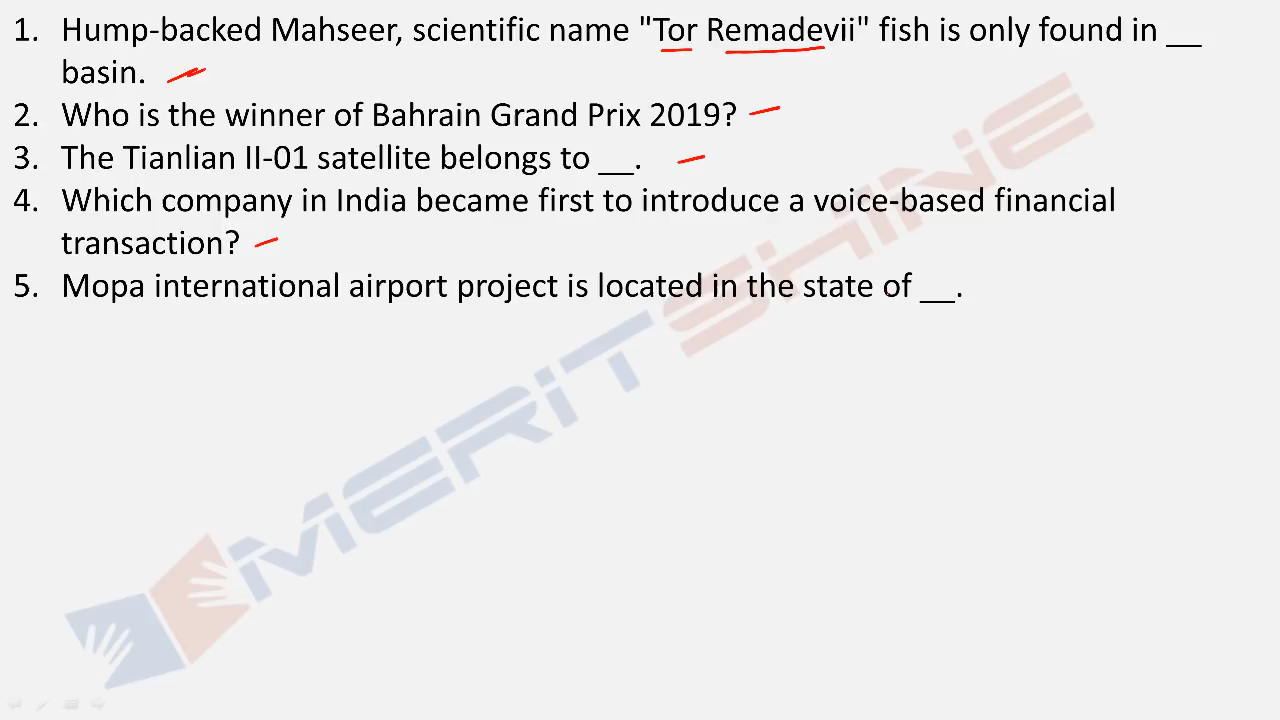 1. Hump-backed Mahseer, scientific name "Tor Remadevii" fish is only found in __
basin.
2. Who is the winner of Bahrain Grand Prix 2019?
3. The Tianlian II-01 satellite belongs to __.
4. Which company in India became first to introduce a voice-based financial
transaction?
5. Mopa international airport project is located in the state of __.
MERITSHINE